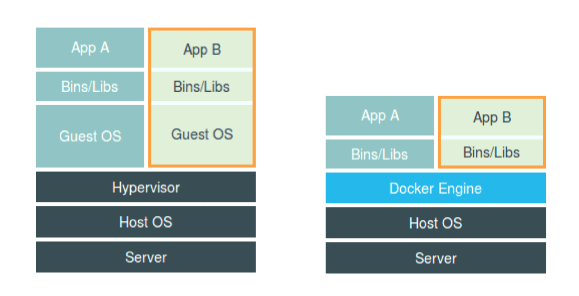 App A
App B
Bins/Libs
Bins/Libs
Guest OS
Guest OS
Hypervisor
Host OS
Server
App A
App B
Bins/Libs
Bins/Libs
Docker Engine
Host OS
Server